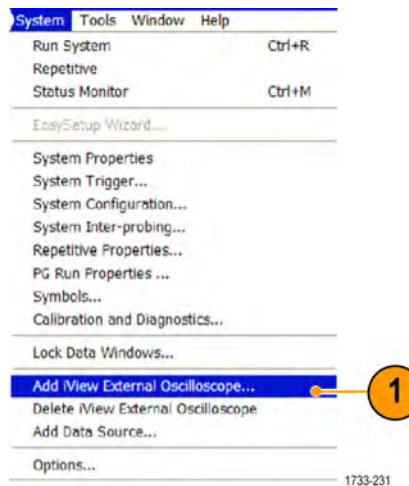 System Tools Window Help
Run System Ctrl+R
Repetitive
Status Monitor Ctrl+M
EasySetup Wizard...
System Properties
System Trigger...
System Configuration...
System Inter-probing...
Repetitive Properties...
PG Run Properties ...
Symbols...
Calibration and Diagnostics...
Lock Data Windows...
Add iView External Oscilloscope...
1
Delete iView External Oscilloscope
Add Data Source...
Options...
1733-231